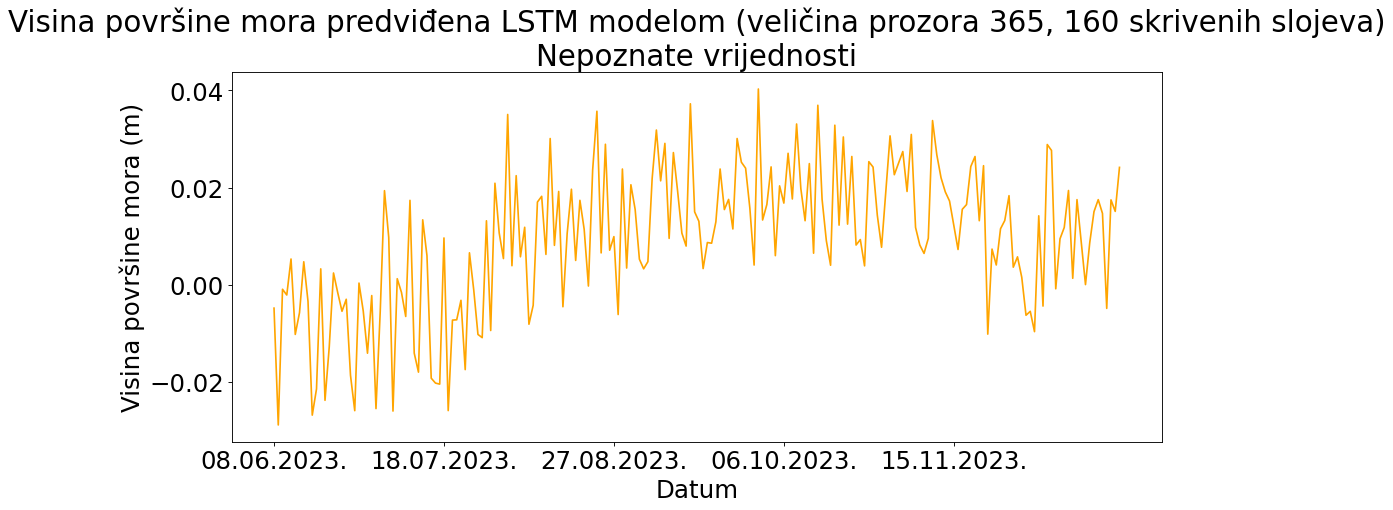 Visina površine mora predviđena LSTM modelom (veličina prozora 365, 160 skrivenih slojeva)
Nepoznate vrijednosti
Visina površine mora (m)
0.04
0.02
0.00
−0.02
08.06.2023. 18.07.2023. 27.08.2023. 06.10.2023. 15.11.2023.
Datum